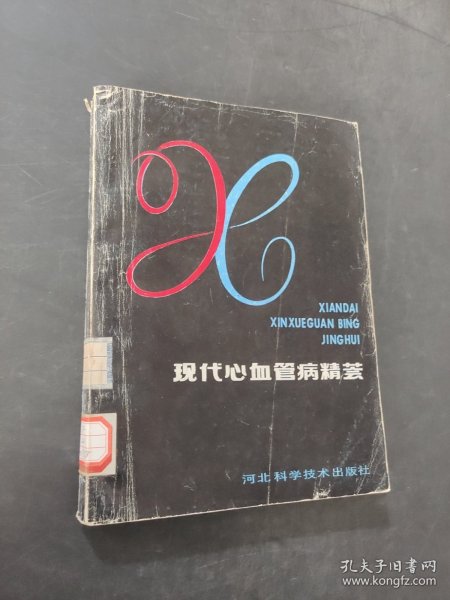 XIANDAI
XINXUEGUAN BING
JINGHUI
现代心血管病精荟
河北科学技术出版社
孔夫子旧书网
www.kongfz.com